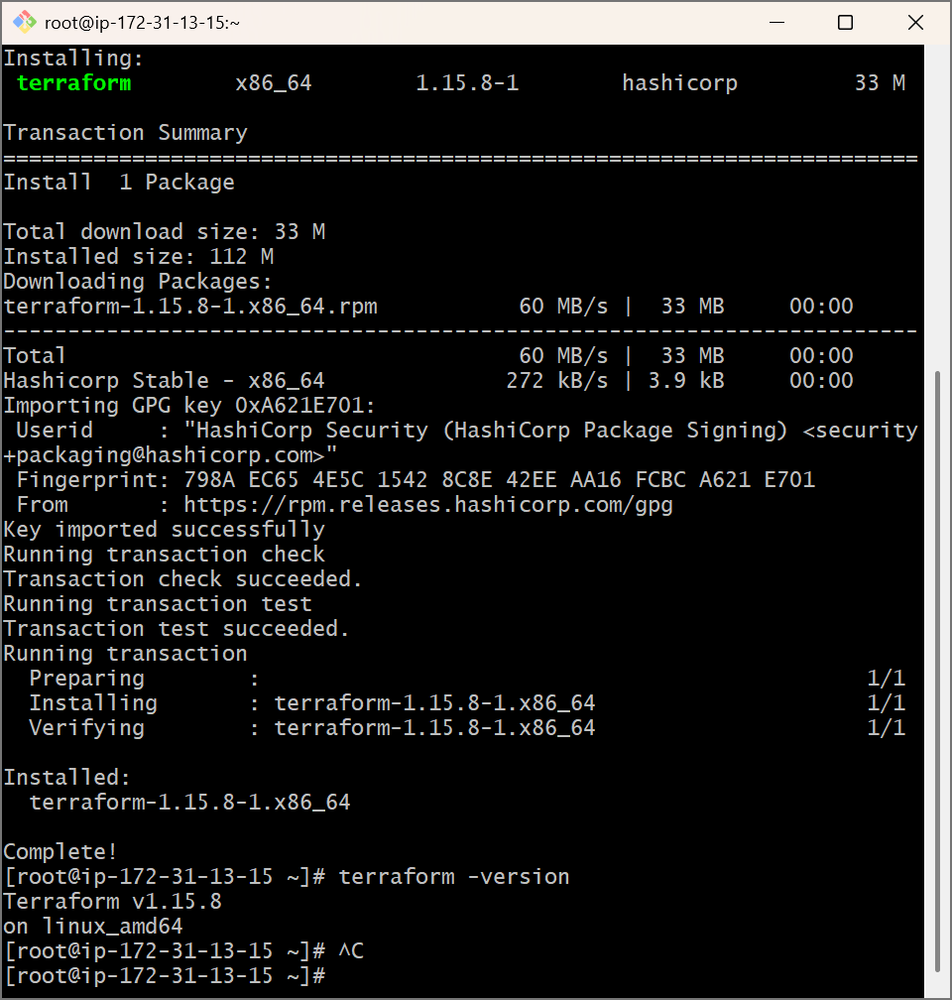 root@ip-172-31-13-15:~
Installing:
 terraform        x86_64        1.15.8-1        hashicorp         33 M

Transaction Summary
=======================================================================
Install  1 Package

Total download size: 33 M
Installed size: 112 M
Downloading Packages:
terraform-1.15.8-1.x86_64.rpm           60 MB/s |  33 MB     00:00
-----------------------------------------------------------------------
Total                                   60 MB/s |  33 MB     00:00
Hashicorp Stable - x86_64              272 kB/s | 3.9 kB     00:00
Importing GPG key 0xA621E701:
 Userid     : "HashiCorp Security (HashiCorp Package Signing) <security
+packaging@hashicorp.com>"
 Fingerprint: 798A EC65 4E5C 1542 8C8E 42EE AA16 FCBC A621 E701
 From       : https://rpm.releases.hashicorp.com/gpg
Key imported successfully
Running transaction check
Transaction check succeeded.
Running transaction test
Transaction test succeeded.
Running transaction
  Preparing        :                                               1/1
  Installing       : terraform-1.15.8-1.x86_64                     1/1
  Verifying        : terraform-1.15.8-1.x86_64                     1/1

Installed:
  terraform-1.15.8-1.x86_64

Complete!
[root@ip-172-31-13-15 ~]# terraform -version
Terraform v1.15.8
on linux_amd64
[root@ip-172-31-13-15 ~]# ^C
[root@ip-172-31-13-15 ~]#